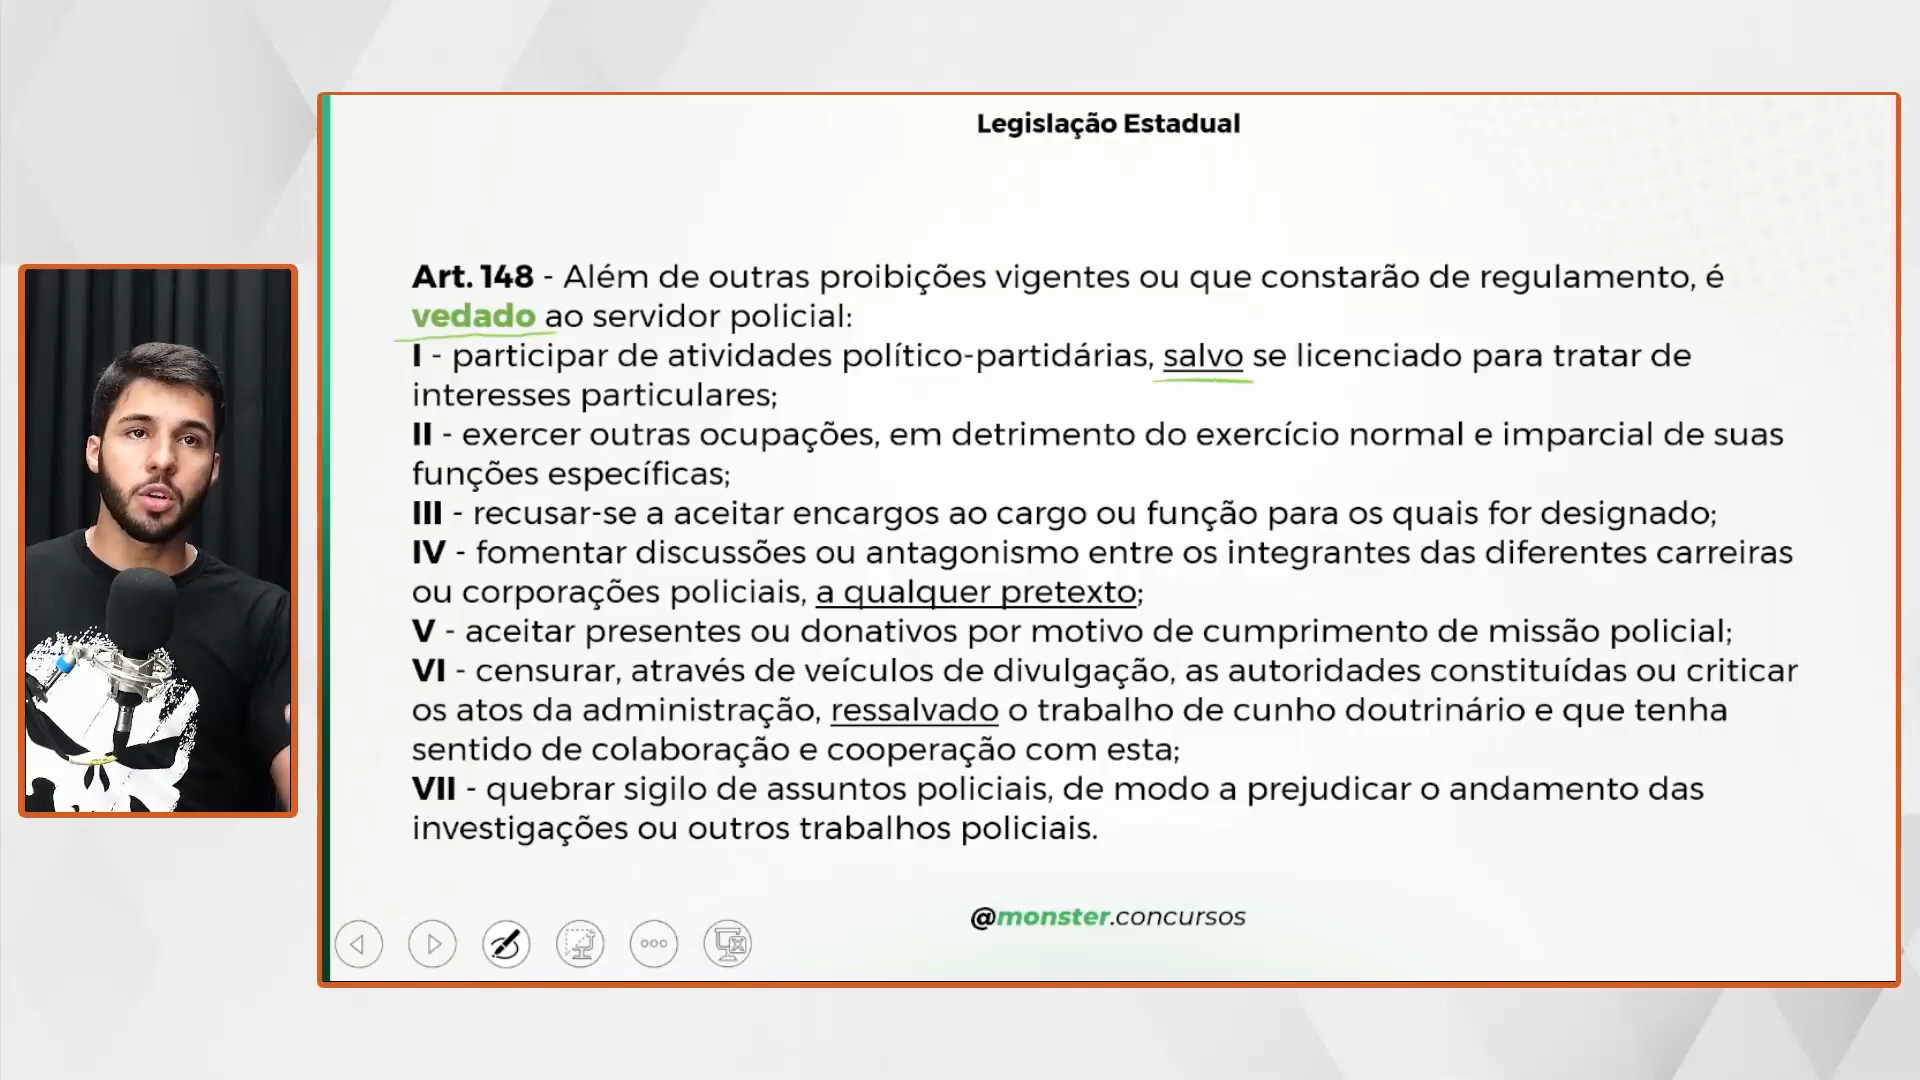 Legislação Estadual
Art. 148 - Além de outras proibições vigentes ou que constarão de regulamento, é
vedado ao servidor policial:
I - participar de atividades político-partidárias, salvo se licenciado para tratar de
interesses particulares;
II - exercer outras ocupações, em detrimento do exercício normal e imparcial de suas
funções específicas;
III - recusar-se a aceitar encargos ao cargo ou função para os quais for designado;
IV - fomentar discussões ou antagonismo entre os integrantes das diferentes carreiras
ou corporações policiais, a qualquer pretexto;
V - aceitar presentes ou donativos por motivo de cumprimento de missão policial;
VI - censurar, através de veículos de divulgação, as autoridades constituídas ou criticar
os atos da administração, ressalvado o trabalho de cunho doutrinário e que tenha
sentido de colaboração e cooperação com esta;
VII - quebrar sigilo de assuntos policiais, de modo a prejudicar o andamento das
investigações ou outros trabalhos policiais.
@monster.concursos